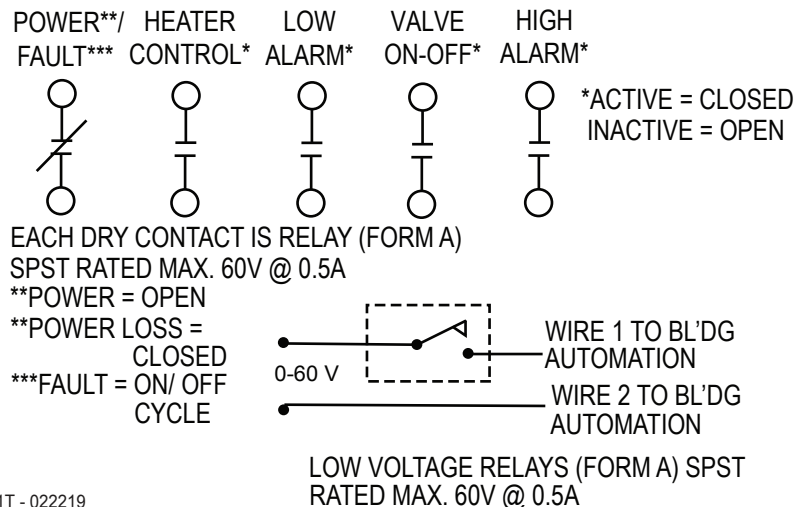 POWER**/ HEATER LOW VALVE HIGH
FAULT*** CONTROL* ALARM* ON-OFF* ALARM*
*ACTIVE = CLOSED
INACTIVE = OPEN
EACH DRY CONTACT IS RELAY (FORM A)
SPST RATED MAX. 60V @ 0.5A
**POWER = OPEN
**POWER LOSS =
CLOSED
***FAULT = ON/ OFF
CYCLE
0-60 V
WIRE 1 TO BL'DG
AUTOMATION
WIRE 2 TO BL'DG
AUTOMATION
LOW VOLTAGE RELAYS (FORM A) SPST
RATED MAX. 60V @ 0.5A
1T - 022219